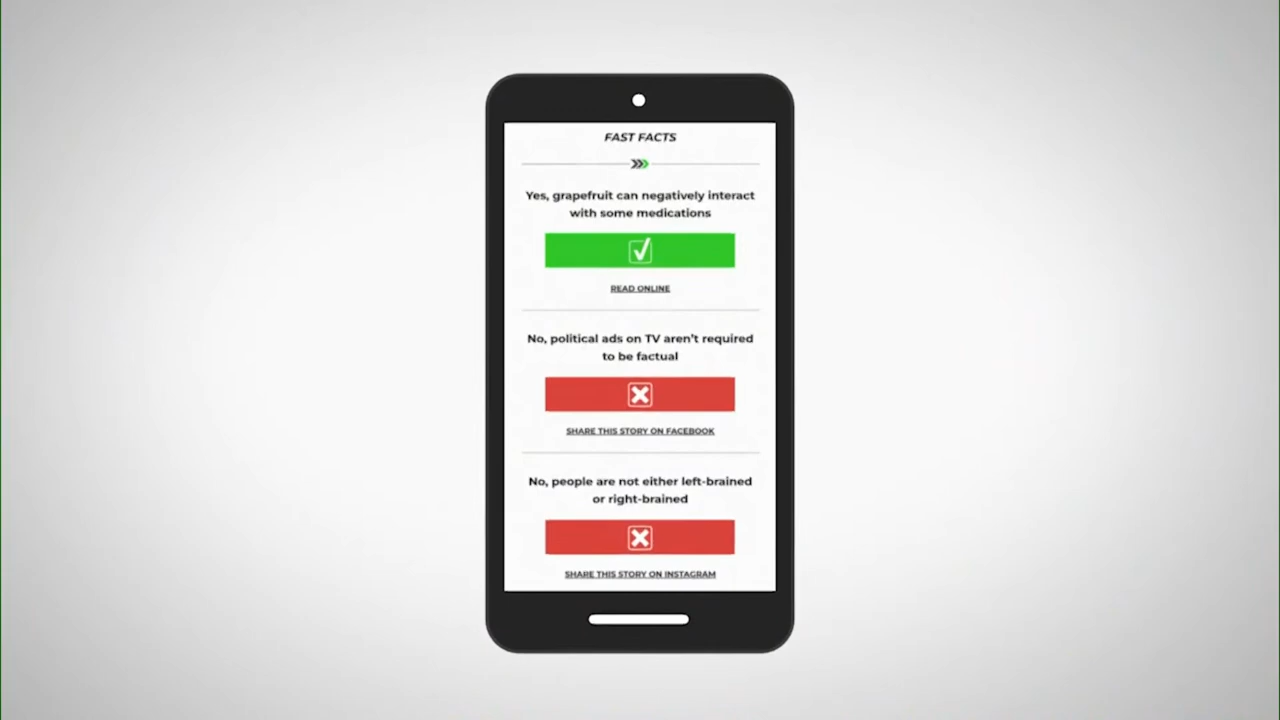 FAST FACTS
Yes, grapefruit can negatively interact
with some medications
READ ONLINE
No, political ads on TV aren't required
to be factual
SHARE THIS STORY ON FACEBOOK
No, people are not either left-brained
or right-brained
SHARE THIS STORY ON INSTAGRAM